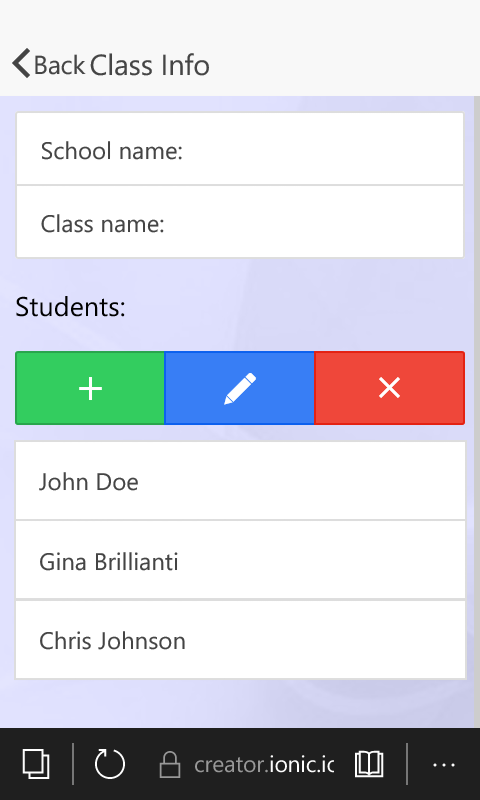 Back Class Info
School name:
Class name:
Students:
John Doe
Gina Brillianti
Chris Johnson
creator.ionic.ic